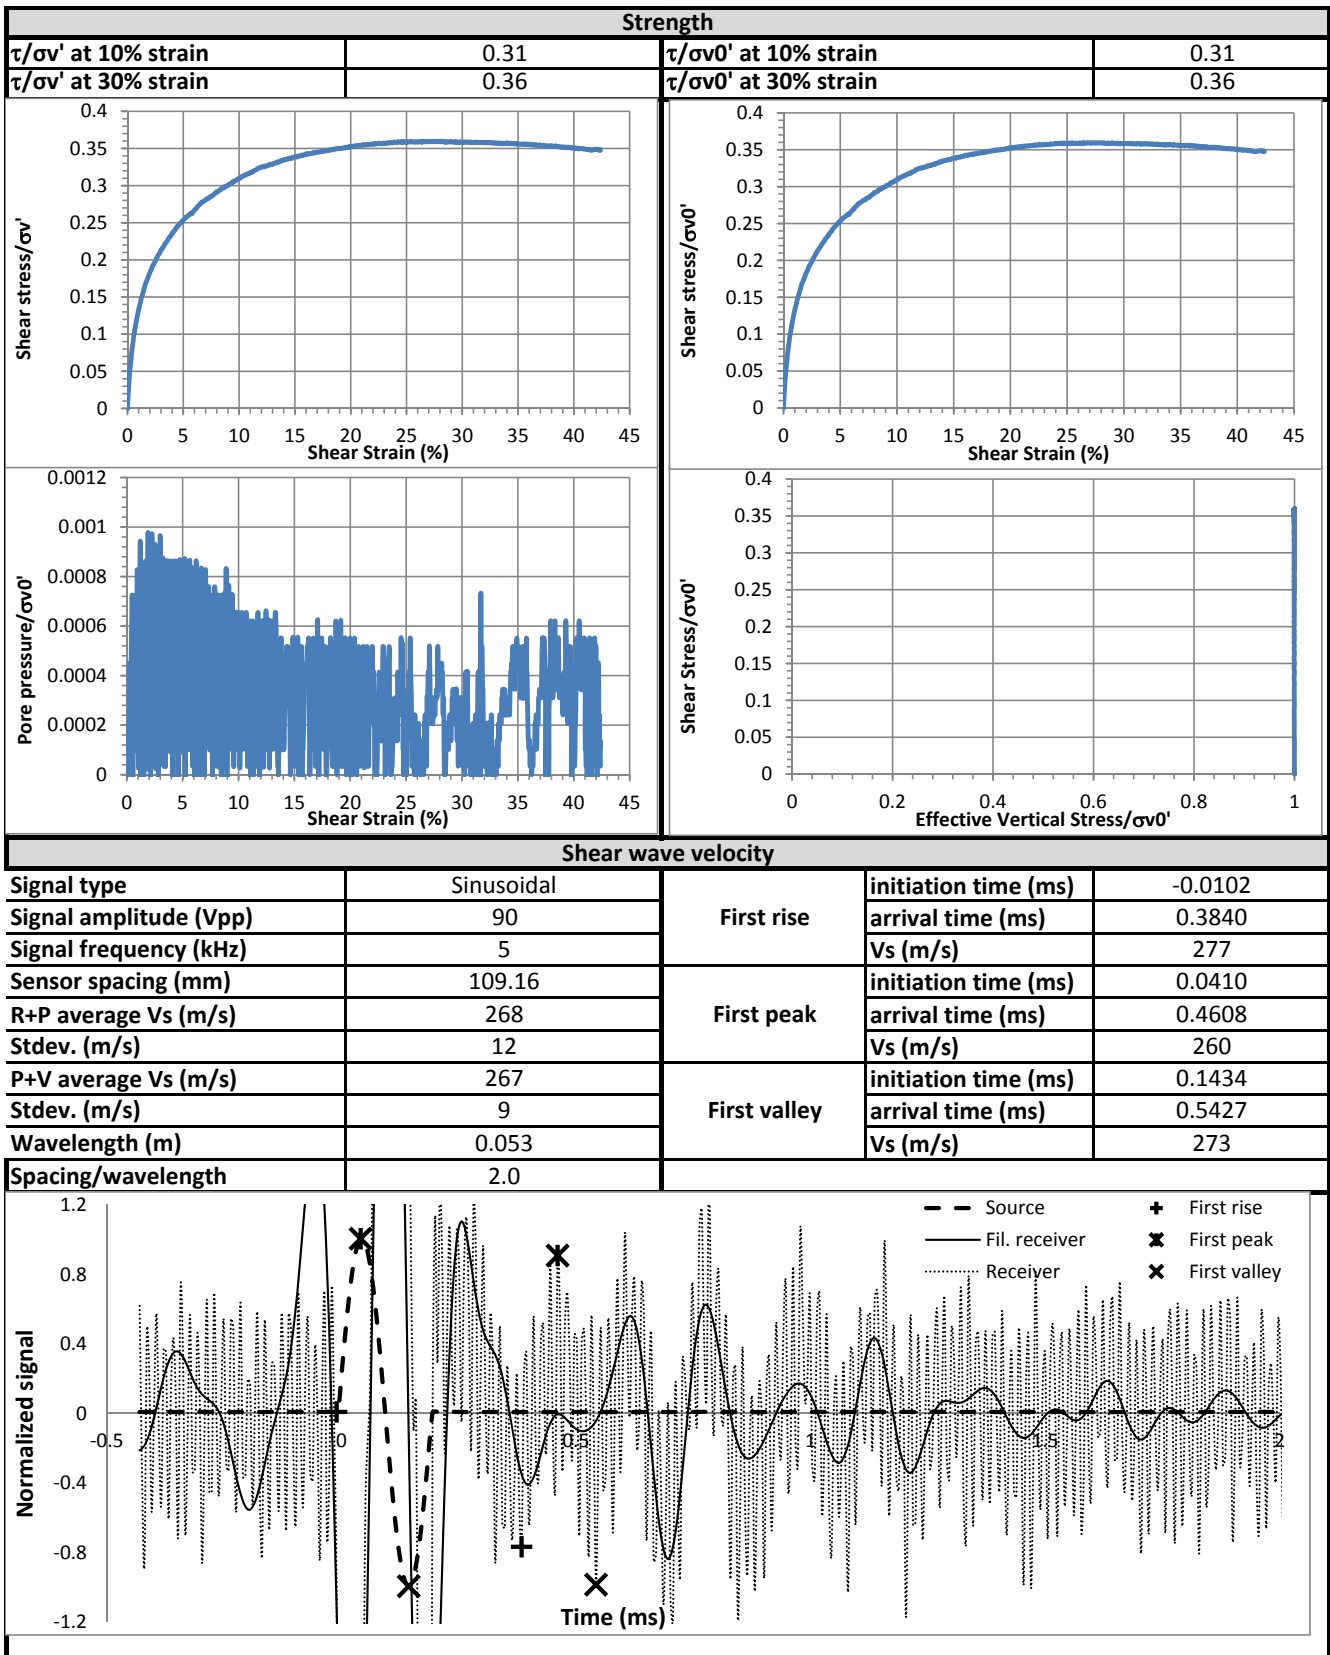 Strength
τ/σv' at 10% strain 0.31 τ/σv0' at 10% strain 0.31
τ/σv' at 30% strain 0.36 τ/σv0' at 30% strain 0.36
0.4
0.35
0.3
0.25
0.2
0.15
0.1
0.05
0
Shear stress/σv'
0 5 10 15 20 25 30 35 40 45
Shear Strain (%)
0.4
0.35
0.3
0.25
0.2
0.15
0.1
0.05
0
Shear stress/σv0'
0 5 10 15 20 25 30 35 40 45
Shear Strain (%)
0.0012
0.001
0.0008
0.0006
0.0004
0.0002
0
Pore pressure/σv0'
0 5 10 15 20 25 30 35 40 45
Shear Strain (%)
0.4
0.35
0.3
0.25
0.2
0.15
0.1
0.05
0
Shear Stress/σv0'
0 0.2 0.4 0.6 0.8 1
Effective Vertical Stress/σv0'
Shear wave velocity
Signal type Sinusoidal
Signal amplitude (Vpp) 90
Signal frequency (kHz) 5
Sensor spacing (mm) 109.16
R+P average Vs (m/s) 268
Stdev. (m/s) 12
P+V average Vs (m/s) 267
Stdev. (m/s) 9
Wavelength (m) 0.053
Spacing/wavelength 2.0
First rise
initiation time (ms) -0.0102
arrival time (ms) 0.3840
Vs (m/s) 277
First peak
initiation time (ms) 0.0410
arrival time (ms) 0.4608
Vs (m/s) 260
First valley
initiation time (ms) 0.1434
arrival time (ms) 0.5427
Vs (m/s) 273
1.2
0.8
0.4
0
-0.4
-0.8
-1.2
Normalized signal
-0.5 0 0.5 1 1.5 2
Time (ms)
Source First rise
Fil. receiver First peak
Receiver First valley